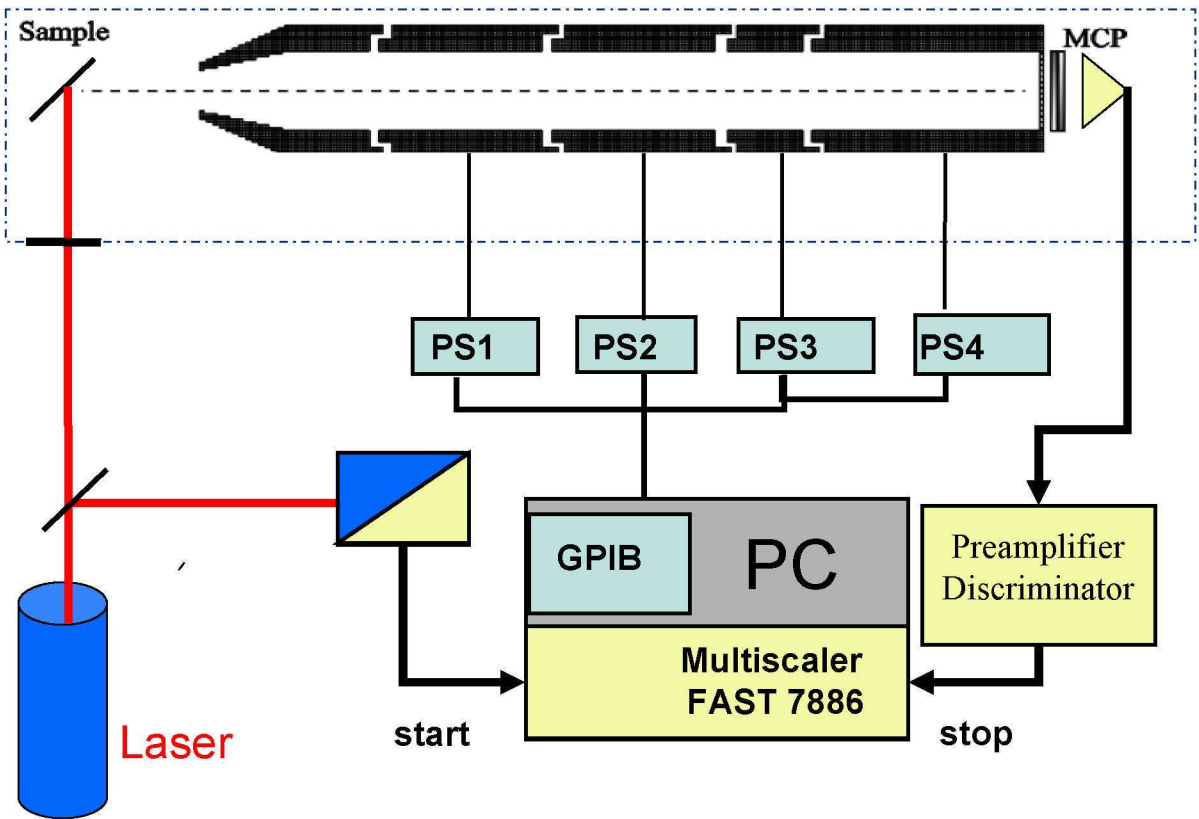 Sample
MCP
PS1
PS2
PS3
PS4
GPIB
PC
Preamplifier
Discriminator
Multiscaler
FAST 7886
start
stop
Laser